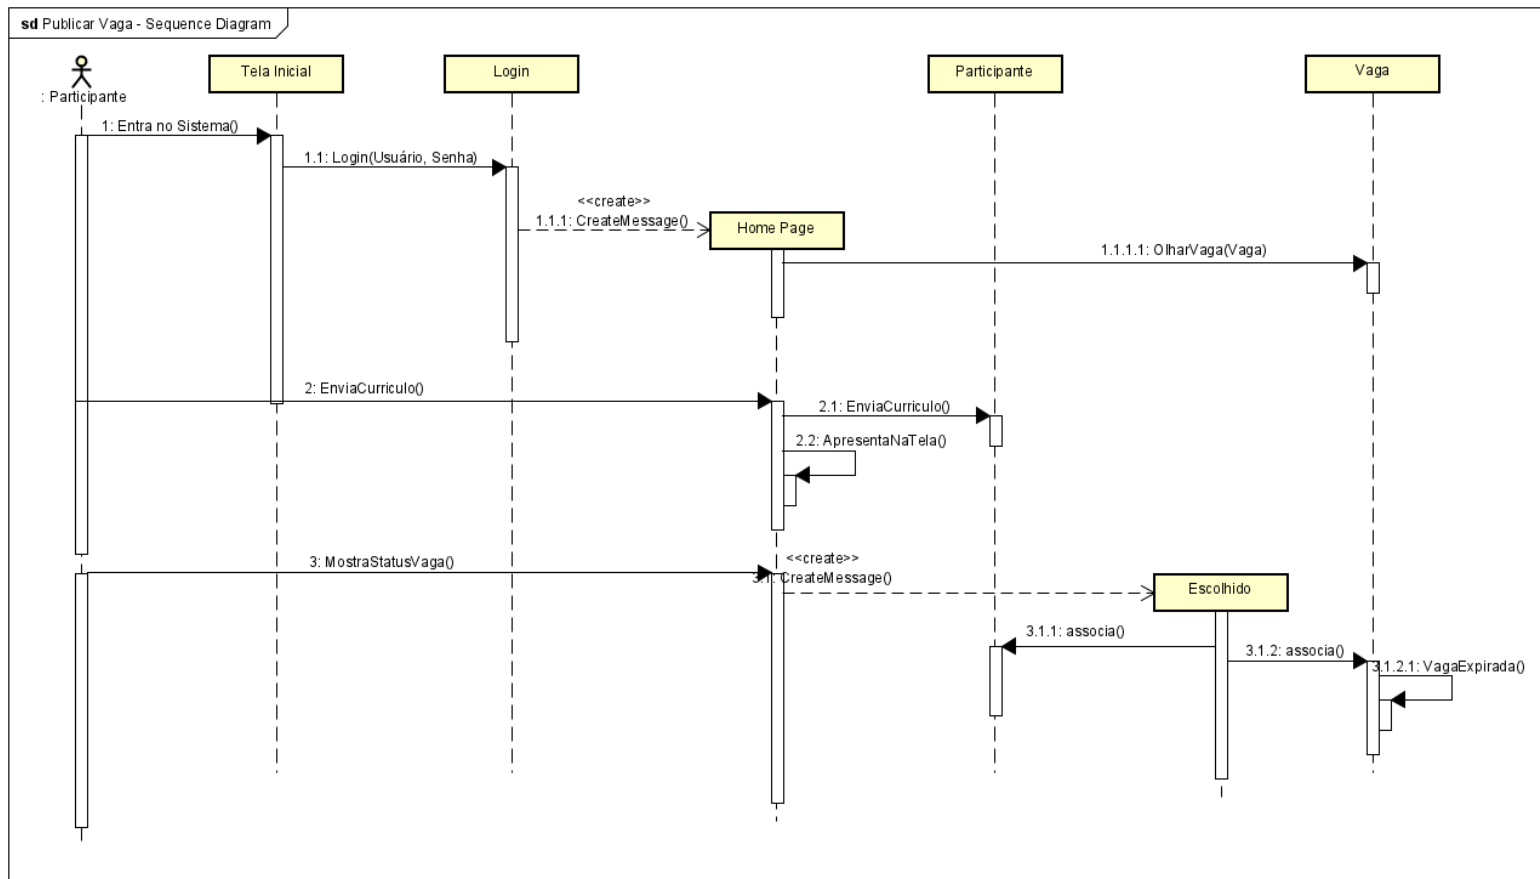 sd Publicar Vaga - Sequence Diagram
: Participante
Tela Inicial
Login
Participante
Vaga
1: Entra no Sistema()
1.1: Login(Usuário, Senha)
<<create>>
1.1.1: CreateMessage()
Home Page
1.1.1.1: OlharVaga(Vaga)
2: EnviaCurriculo()
2.1: EnviaCurriculo()
2.2: ApresentaNaTela()
3: MostraStatusVaga()
<<create>>
3.1: CreateMessage()
Escolhido
3.1.1: associa()
3.1.2: associa()
3.1.2.1: VagaExpirada()